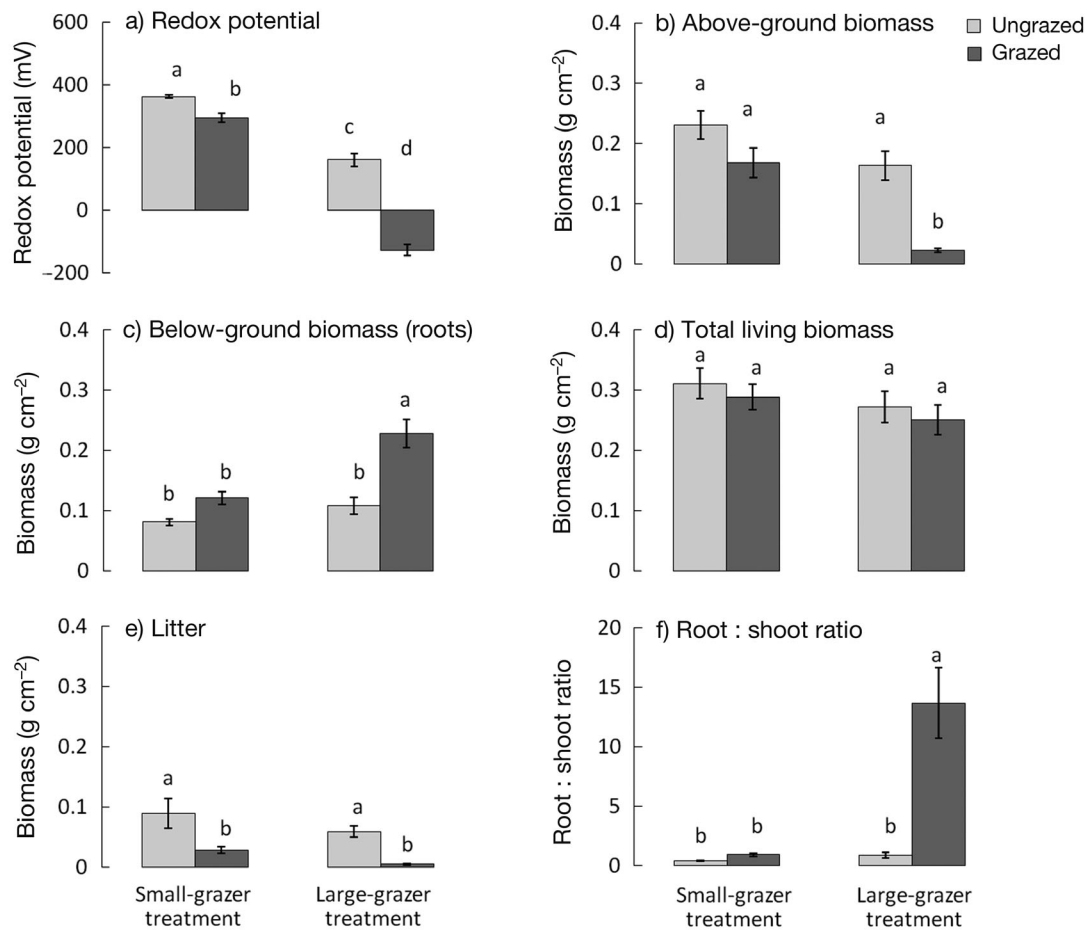 a) Redox potential
600
400
200
0
–200
Redox potential (mV)
a
b
c
d
b) Above-ground biomass
Ungrazed
Grazed
0.4
0.3
0.2
0.1
0
Biomass (g cm–2)
a
a
a
b
c) Below-ground biomass (roots)
0.4
0.3
0.2
0.1
0
Biomass (g cm–2)
b
b
b
a
d) Total living biomass
0.4
0.3
0.2
0.1
0
Biomass (g cm–2)
a
a
a
a
e) Litter
0.4
0.3
0.2
0.1
0
Biomass (g cm–2)
a
b
a
b
Small-grazer
treatment
Large-grazer
treatment
f) Root : shoot ratio
20
15
10
5
0
Root : shoot ratio
b
b
b
a
Small-grazer
treatment
Large-grazer
treatment